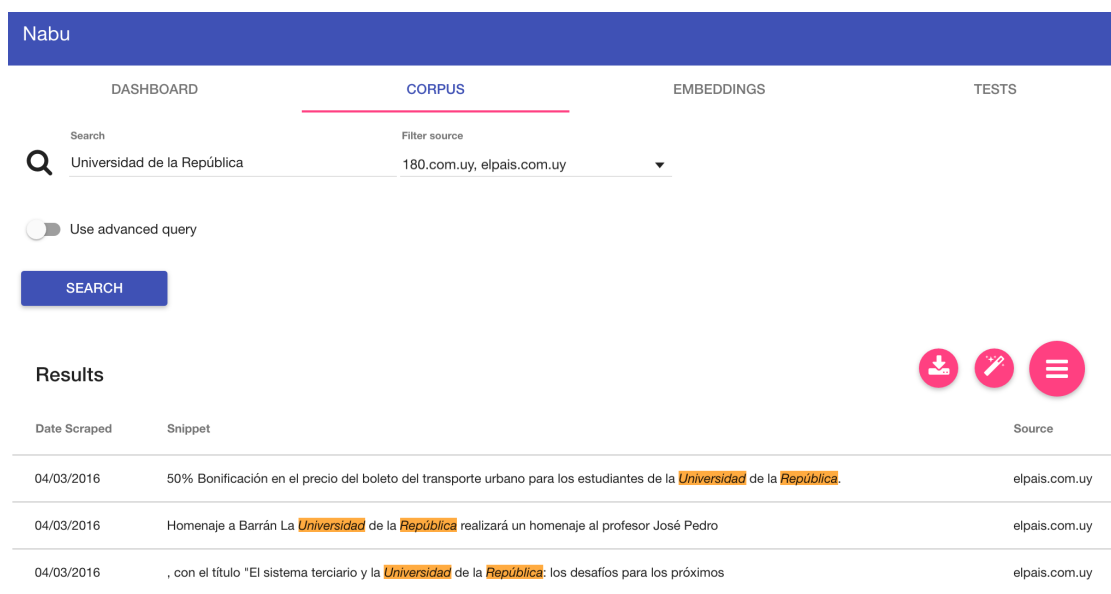 Nabu
DASHBOARD CORPUS EMBEDDINGS TESTS
Search Filter source
Universidad de la República 180.com.uy, elpais.com.uy
Use advanced query
SEARCH
Results
Date Scraped Snippet Source
04/03/2016 50% Bonificación en el precio del boleto del transporte urbano para los estudiantes de la Universidad de la República. elpais.com.uy
04/03/2016 Homenaje a Barrán La Universidad de la República realizará un homenaje al profesor José Pedro elpais.com.uy
04/03/2016 , con el título "El sistema terciario y la Universidad de la República: los desafíos para los próximos elpais.com.uy